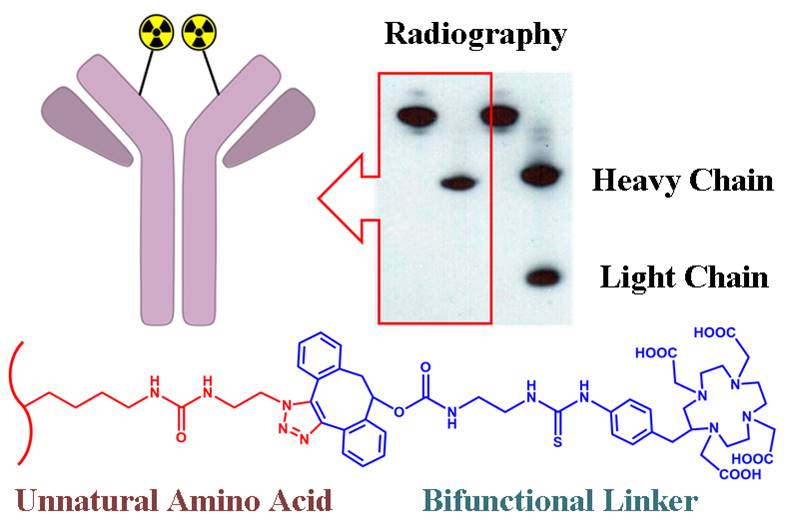 Radiography
Heavy Chain
Light Chain
HOOC
HOOC
H
N
H
N
O
N
N
N
O
O
N
H
H
N
S
H
N
N
N
N
N
HOOC
COOH
Unnatural Amino Acid
Bifunctional Linker